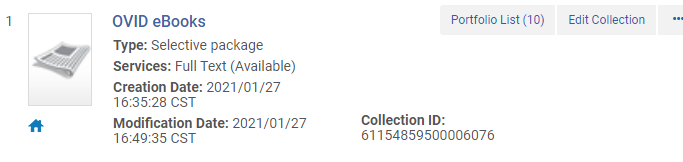 1
OVID eBooks
Portfolio List (10)
Edit Collection
Type: Selective package
Services: Full Text (Available)
Creation Date: 2021/01/27
16:35:28 CST
Modification Date: 2021/01/27
16:49:35 CST
Collection ID:
61154859500006076